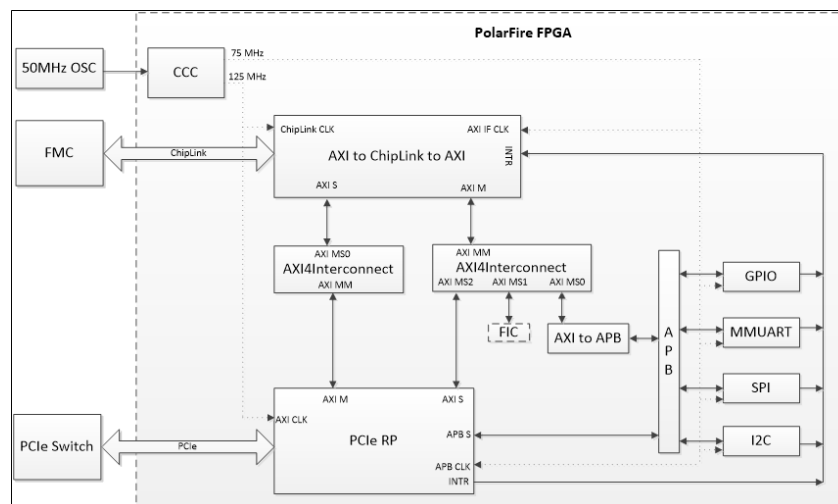 PolarFire FPGA
50MHz OSC
CCC
75 MHz
125 MHz
ChipLink CLK
AXI IF CLK
FMC
ChipLink
AXI to ChipLink to AXI
INTR
AXI S
AXI M
AXI MS0
AXI4Interconnect
AXI MM
AXI MM
AXI4Interconnect
AXI MS2
AXI MS1
AXI MS0
FIC
AXI to APB
APB
GPIO
MMUART
SPI
I2C
AXI M
AXI S
AXI CLK
PCIe Switch
PCIe
PCIe RP
APB S
APB CLK
INTR